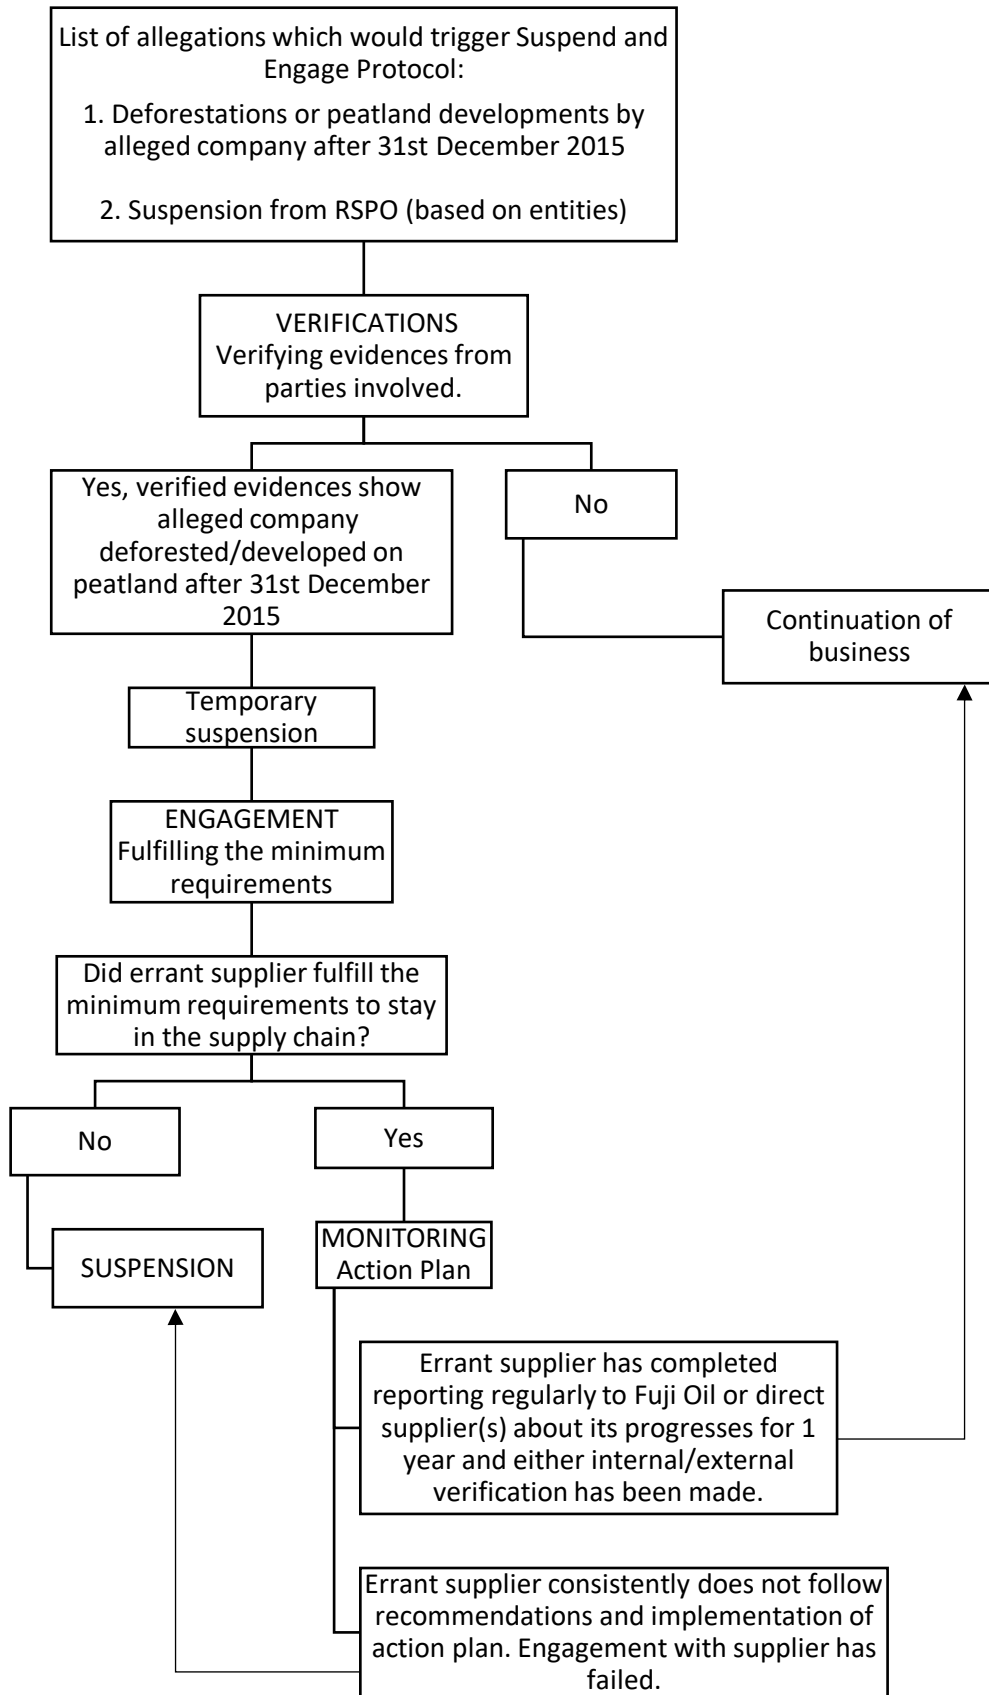 List of allegations which would trigger Suspend and
Engage Protocol:
1. Deforestations or peatland developments by
alleged company after 31st December 2015
2. Suspension from RSPO (based on entities)
VERIFICATIONS
Verifying evidences from
parties involved.
Yes, verified evidences show
alleged company
deforested/developed on
peatland after 31st December
2015
No
Continuation of
business
Temporary
suspension
ENGAGEMENT
Fulfilling the minimum
requirements
Did errant supplier fulfill the
minimum requirements to stay
in the supply chain?
No
Yes
SUSPENSION
MONITORING
Action Plan
Errant supplier has completed
reporting regularly to Fuji Oil or direct
supplier(s) about its progresses for 1
year and either internal/external
verification has been made.
Errant supplier consistently does not follow
recommendations and implementation of
action plan. Engagement with supplier has
failed.